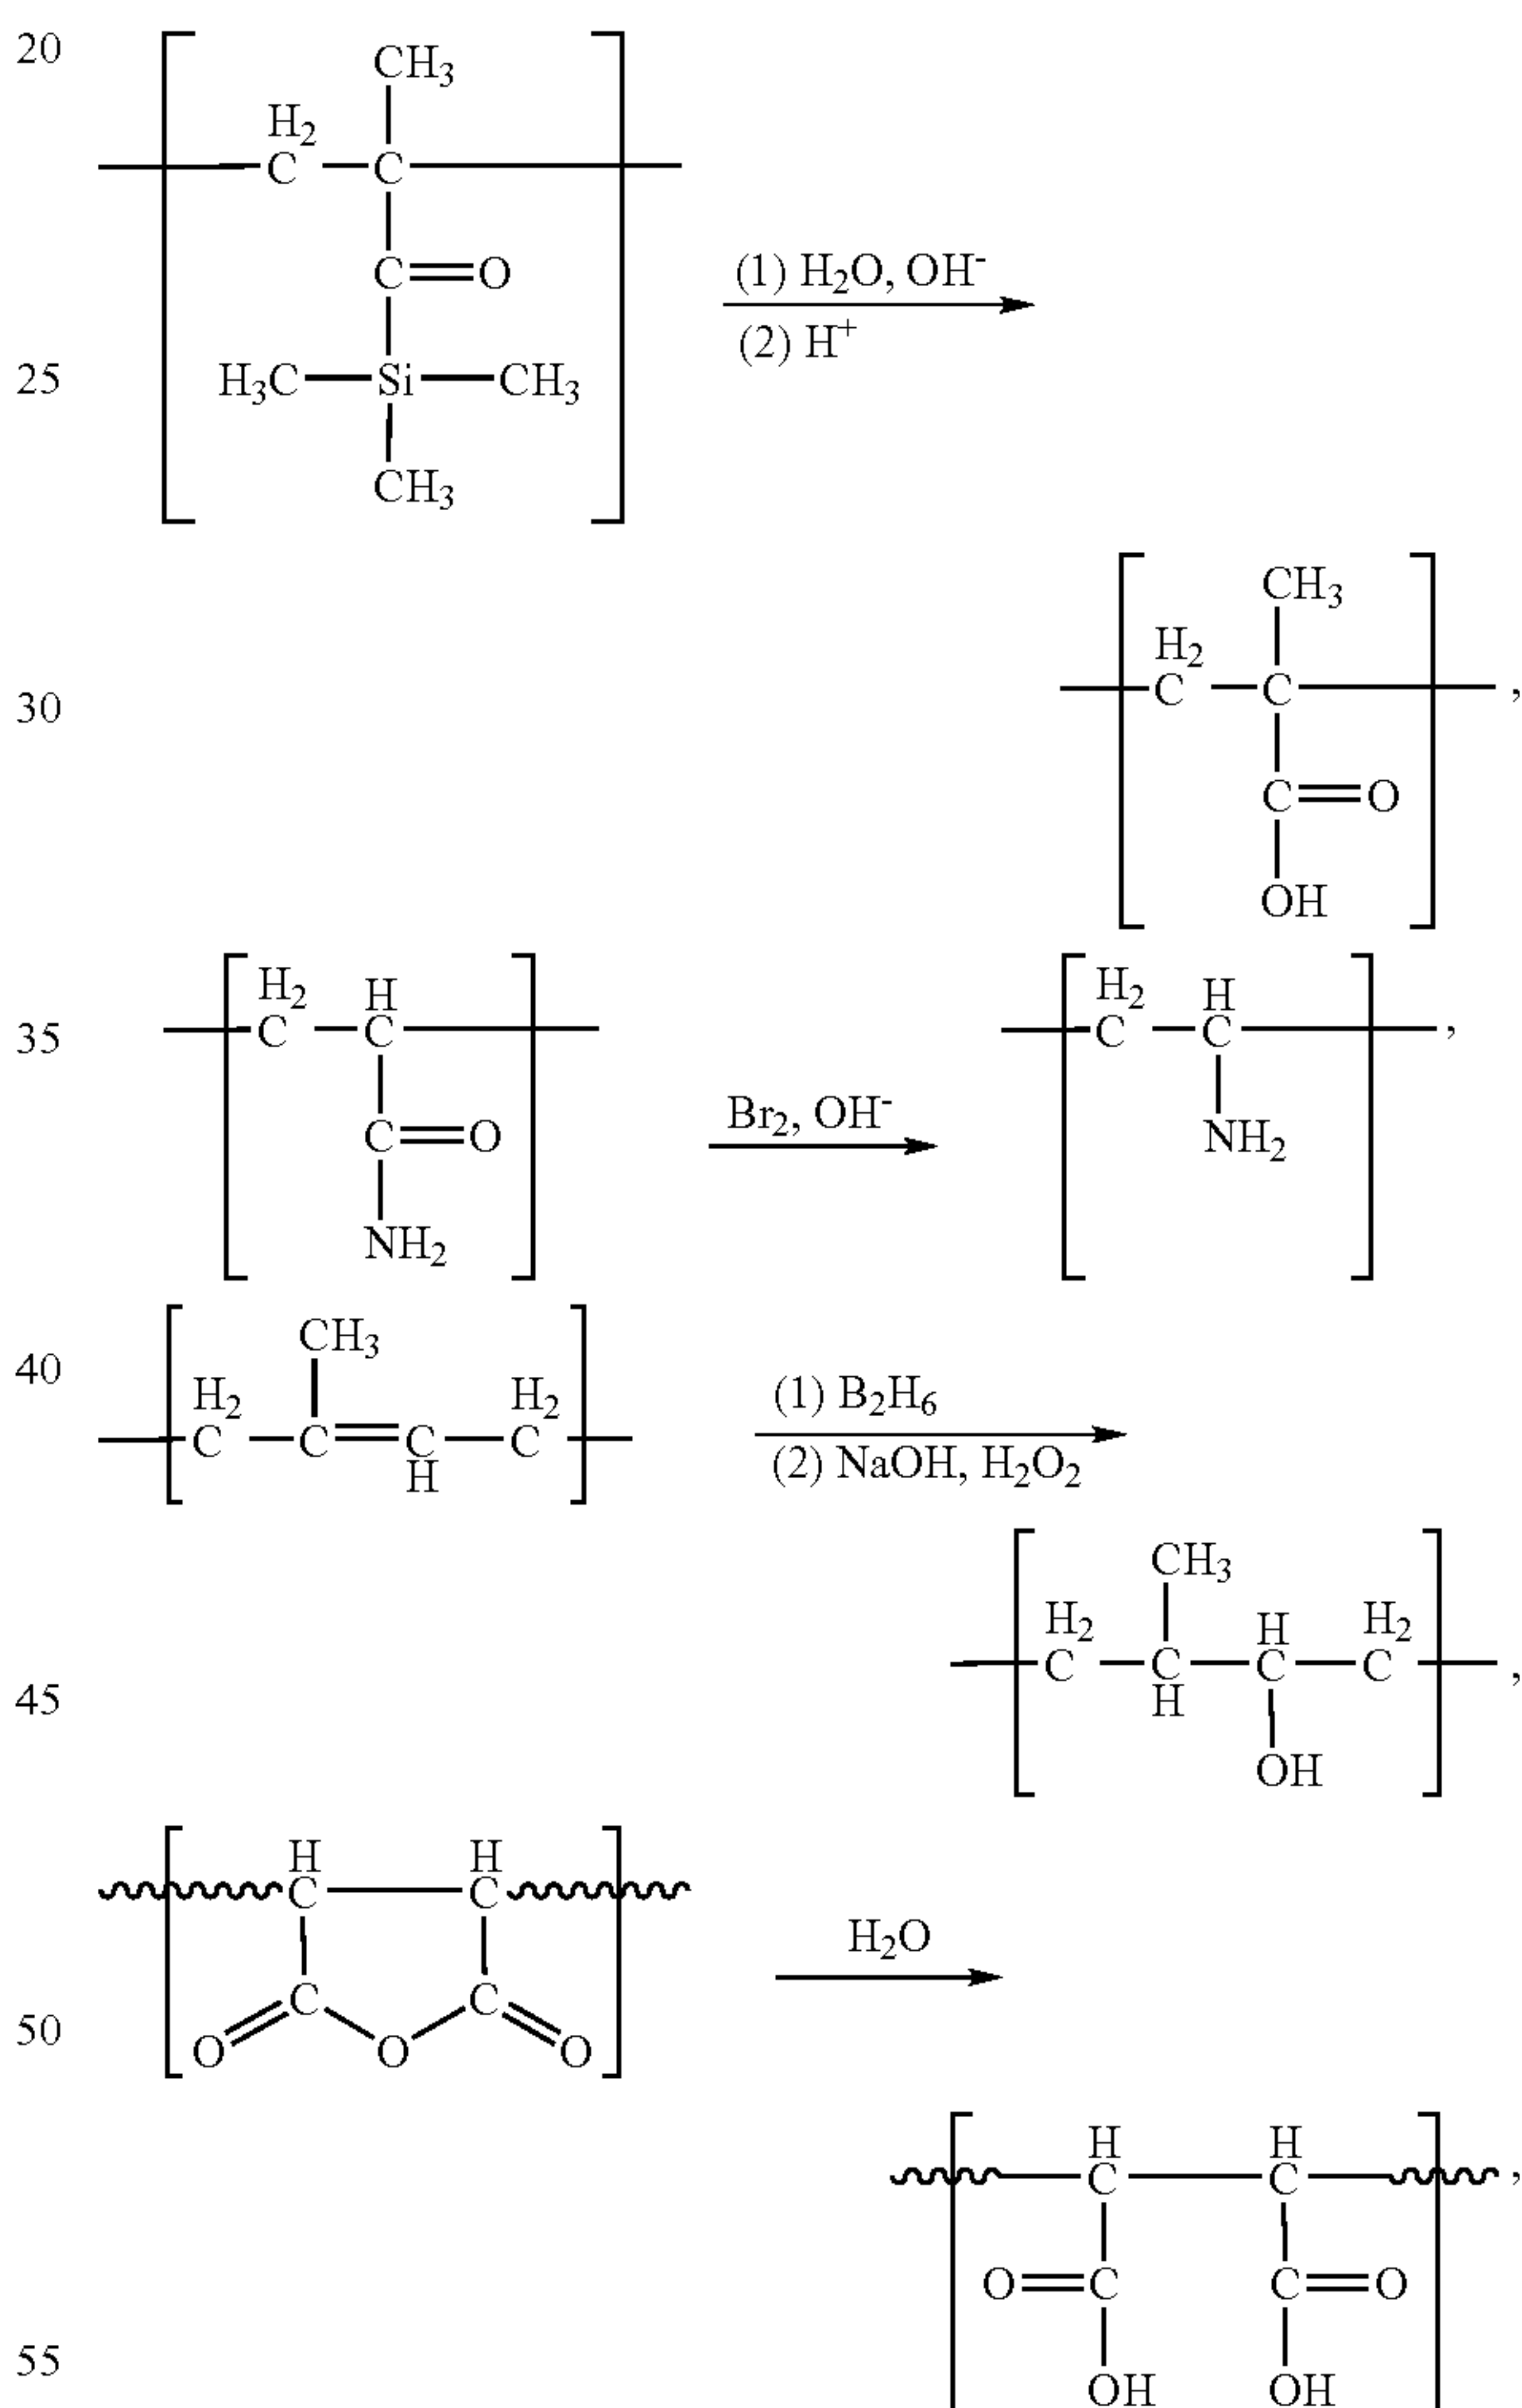 20
CH₃
H₂
C C
C O
(1) H₂O, OH⁻
(2) H⁺
25
H₃C Si CH₃
CH₃
CH₃
H₂
30
C C ,
C O
OH
H₂ H
35
C C
C O
NH₂
Br₂, OH⁻
H₂ H
C C ,
NH₂
CH₃
40
H₂ H₂
C C C C
H
(1) B₂H₆
(2) NaOH, H₂O₂
CH₃
H₂ H H₂
C C C C ,
45
H
OH
H H
C C
C C
50
O O O
H₂O
H H
C C ,
O C C O
55
OH OH